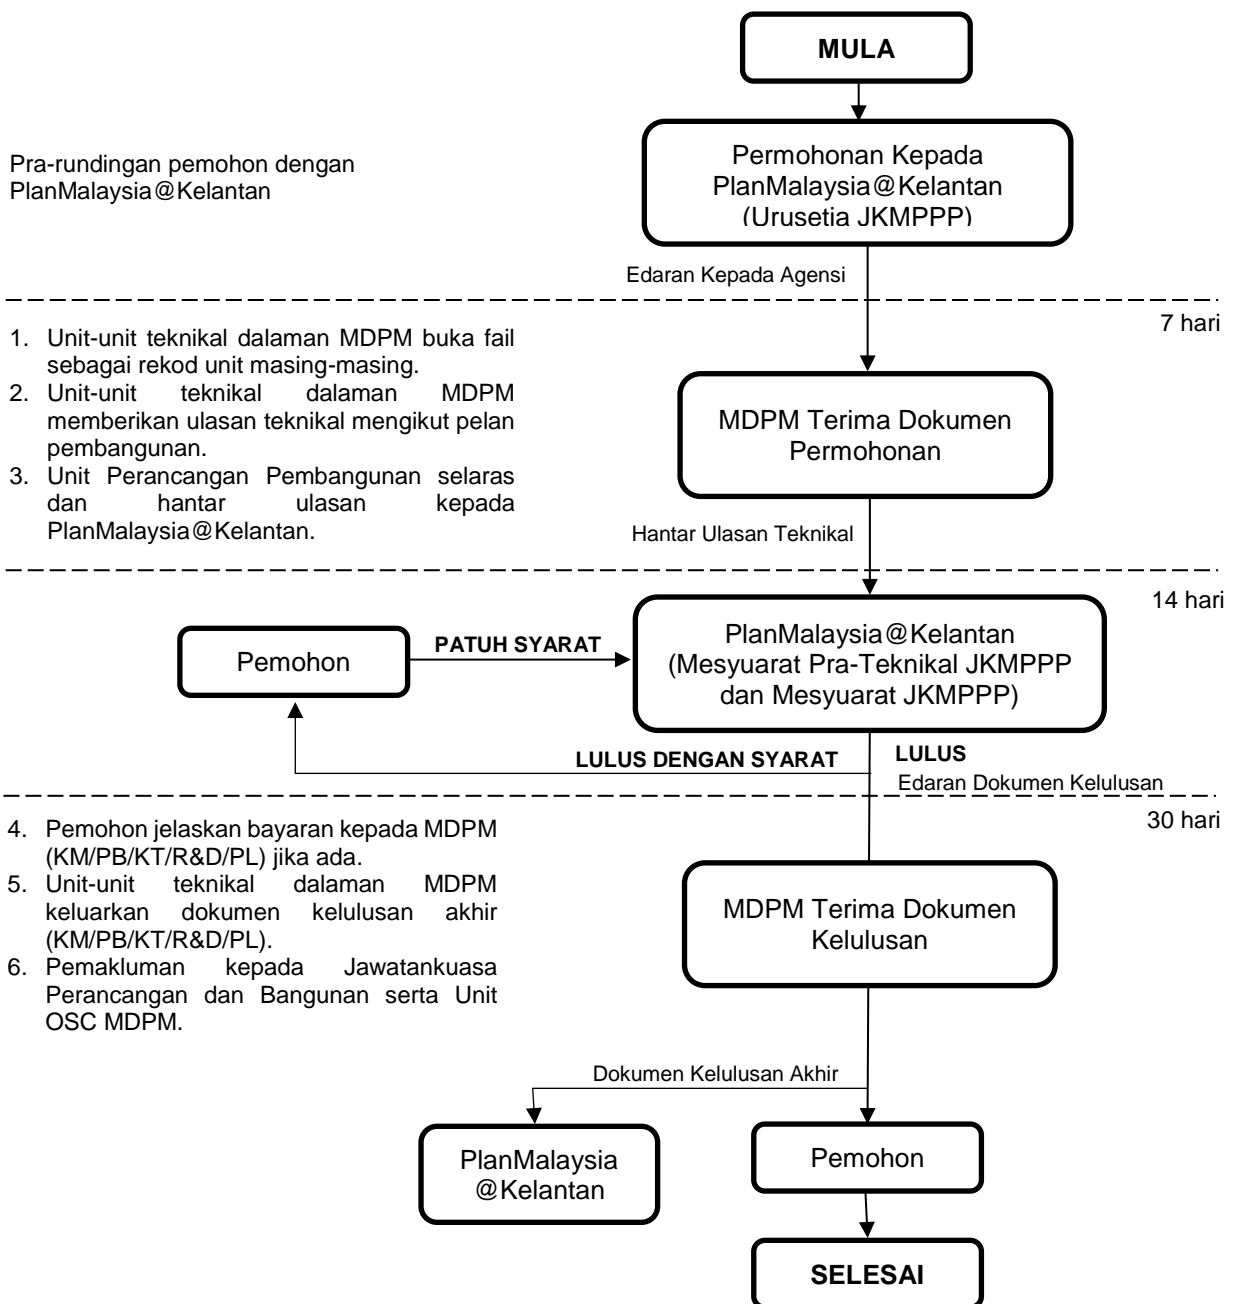 MULA
Pra-rundingan pemohon dengan
PlanMalaysia@Kelantan
Permohonan Kepada
PlanMalaysia@Kelantan
(Urusetia JKMPPP)
Edaran Kepada Agensi
7 hari
1. Unit-unit teknikal dalaman MDPM buka fail
sebagai rekod unit masing-masing.
2. Unit-unit teknikal dalaman MDPM
memberikan ulasan teknikal mengikut pelan
pembangunan.
3. Unit Perancangan Pembangunan selaras
dan hantar ulasan kepada
PlanMalaysia@Kelantan.
MDPM Terima Dokumen
Permohonan
Hantar Ulasan Teknikal
14 hari
Pemohon
PATUH SYARAT
PlanMalaysia@Kelantan
(Mesyuarat Pra-Teknikal JKMPPP
dan Mesyuarat JKMPPP)
LULUS DENGAN SYARAT
LULUS
Edaran Dokumen Kelulusan
30 hari
4. Pemohon jelaskan bayaran kepada MDPM
(KM/PB/KT/R&D/PL) jika ada.
5. Unit-unit teknikal dalaman MDPM
keluarkan dokumen kelulusan akhir
(KM/PB/KT/R&D/PL).
6. Pemakluman kepada Jawatankuasa
Perancangan dan Bangunan serta Unit
OSC MDPM.
MDPM Terima Dokumen
Kelulusan
Dokumen Kelulusan Akhir
PlanMalaysia
@Kelantan
Pemohon
SELESAI